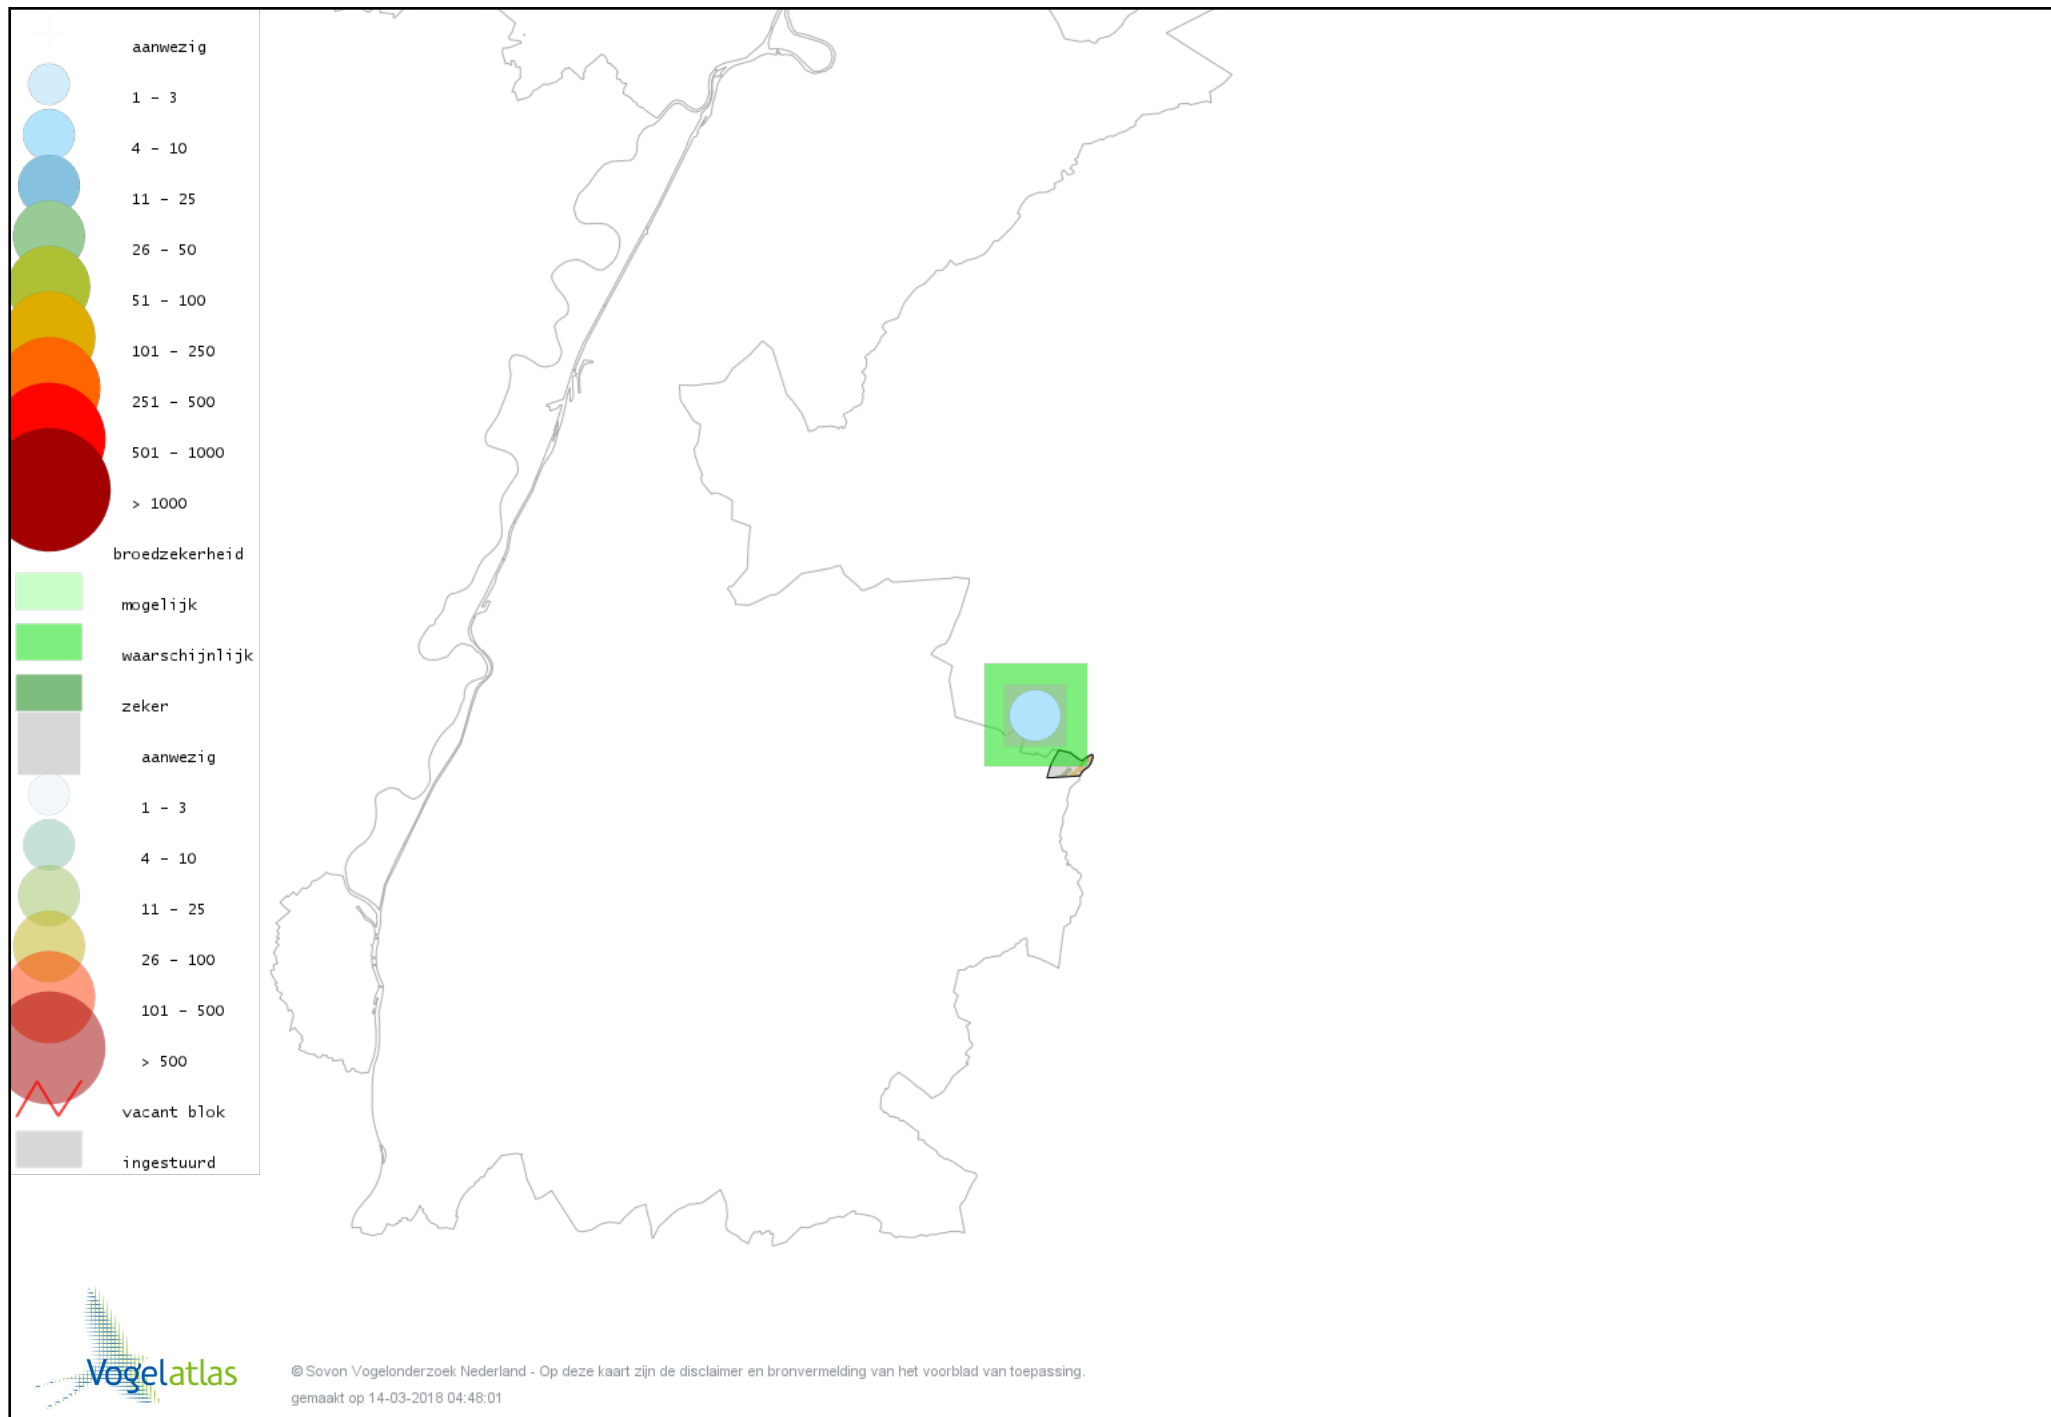 aanwezig
1 - 3
4 - 10
11 - 25
26 - 50
51 - 100
101 - 250
251 - 500
501 - 1000
> 1000
broedzekerheid
mogelijk
waarschijnlijk
zeker
aanwezig
1 - 3
4 - 10
11 - 25
26 - 100
101 - 500
> 500
vacant blok
ingestuurd
Vogelatlas
© Sovon Vogelonderzoek Nederland - Op deze kaart zijn de disclaimer en bronvermelding van het voorblad van toepassing.
gemaakt op 14-03-2018 04:48:01